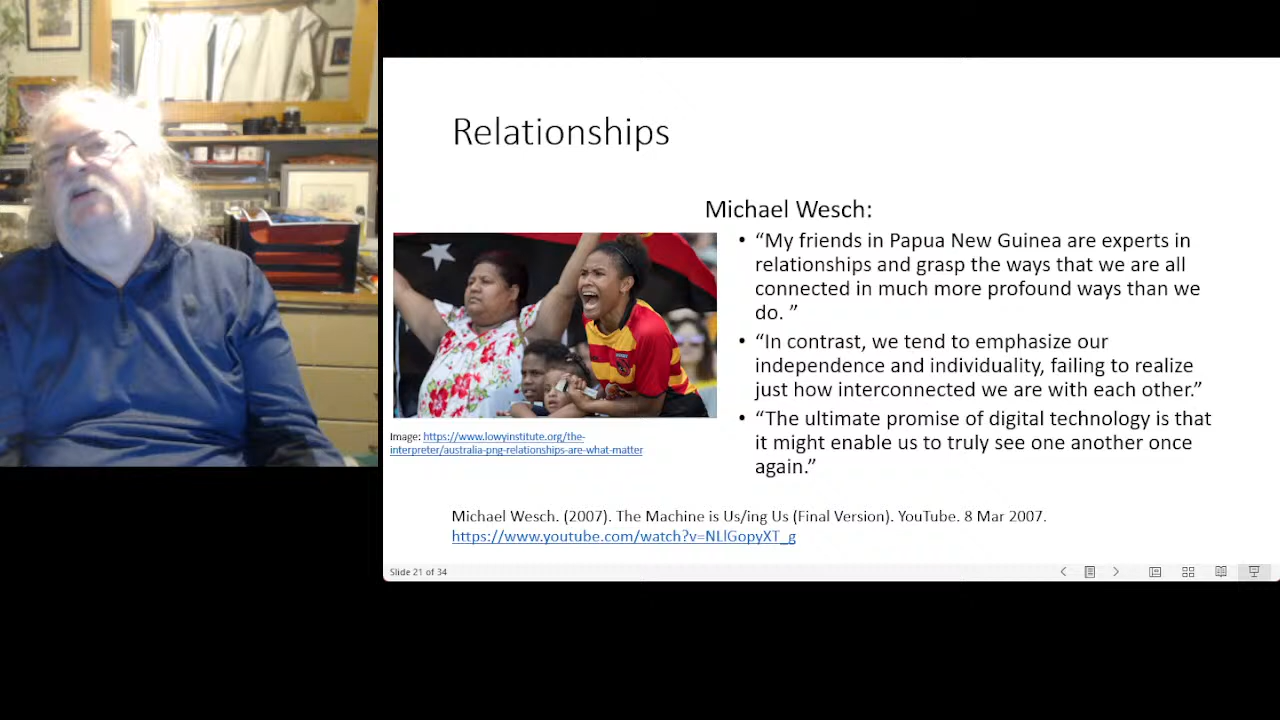 Relationships
Michael Wesch:
• “My friends in Papua New Guinea are experts in
relationships and grasp the ways that we are all
connected in much more profound ways than we
do. ”
• “In contrast, we tend to emphasize our
independence and individuality, failing to realize
just how interconnected we are with each other.”
• “The ultimate promise of digital technology is that
it might enable us to truly see one another once
again.”
Image: https://www.lowyinstitute.org/the-
interpreter/australia-png-relationships-are-what-matter
Michael Wesch. (2007). The Machine is Us/ing Us (Final Version). YouTube. 8 Mar 2007.
https://www.youtube.com/watch?v=NLlGopyXT_g
Slide 21 of 34